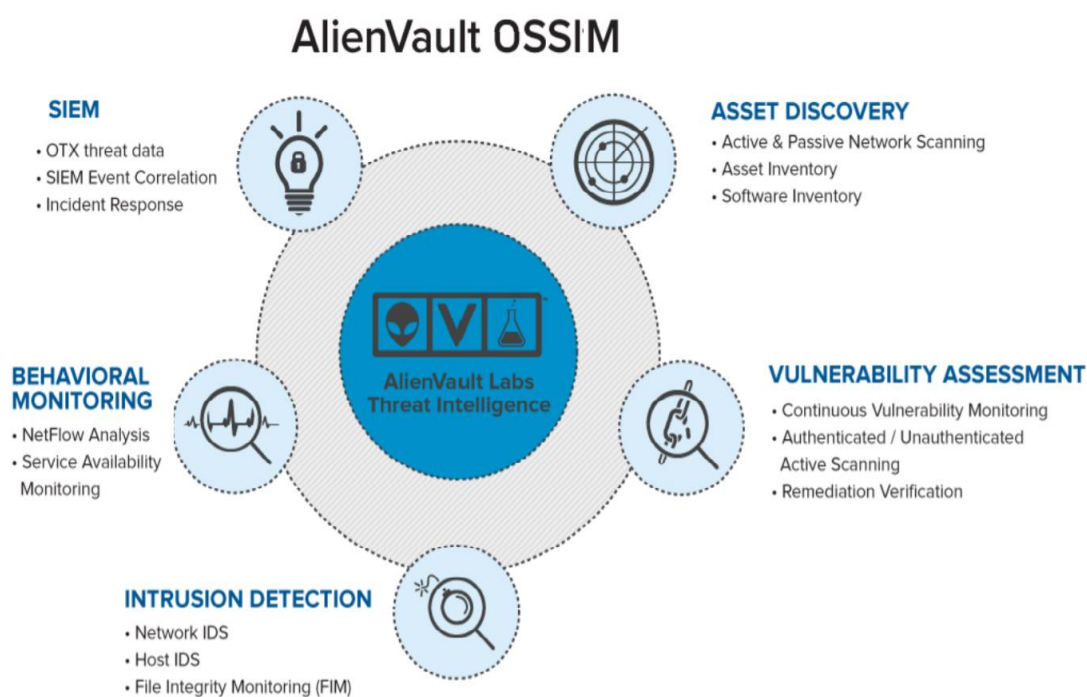 AlienVault OSSIM
SIEM
• OTX threat data
• SIEM Event Correlation
• Incident Response
ASSET DISCOVERY
• Active & Passive Network Scanning
• Asset Inventory
• Software Inventory
V
™
AlienVault Labs
Threat Intelligence
BEHAVIORAL
MONITORING
• NetFlow Analysis
• Service Availability
Monitoring
VULNERABILITY ASSESSMENT
• Continuous Vulnerability Monitoring
• Authenticated / Unauthenticated
Active Scanning
• Remediation Verification
INTRUSION DETECTION
• Network IDS
• Host IDS
• File Integrity Monitoring (FIM)